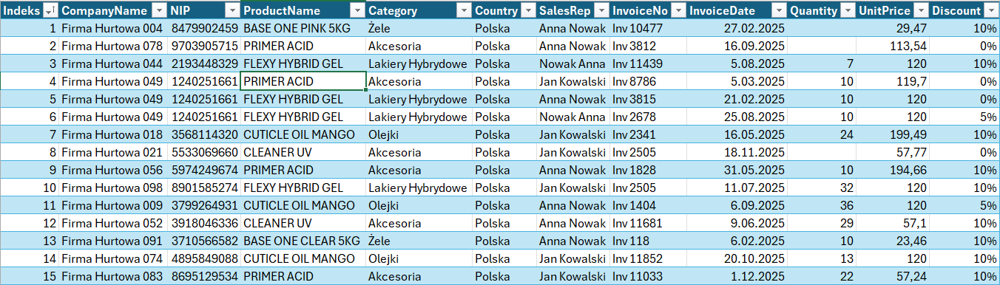 Indeks CompanyName NIP ProductName Category Country SalesRep InvoiceNo InvoiceDate Quantity UnitPrice Discount
1 Firma Hurtowa 004 8479902459 BASE ONE PINK 5KG Żele Polska Anna Nowak Inv 10477 27.02.2025 29,47 10%
2 Firma Hurtowa 078 9703905715 PRIMER ACID Akcesoria Polska Anna Nowak Inv 3812 16.09.2025 113,54 0%
3 Firma Hurtowa 044 2193448329 FLEXY HYBRID GEL Lakiery Hybrydowe Polska Nowak Anna Inv 11439 5.08.2025 7 120 10%
4 Firma Hurtowa 049 1240251661 PRIMER ACID Akcesoria Polska Jan Kowalski Inv 8786 5.03.2025 10 119,7 0%
5 Firma Hurtowa 049 1240251661 FLEXY HYBRID GEL Lakiery Hybrydowe Polska Anna Nowak Inv 3815 21.02.2025 10 120 0%
6 Firma Hurtowa 049 1240251661 FLEXY HYBRID GEL Lakiery Hybrydowe Polska Nowak Anna Inv 2678 25.08.2025 10 120 5%
7 Firma Hurtowa 018 3568114320 CUTICLE OIL MANGO Olejki Polska Jan Kowalski Inv 2341 16.05.2025 24 199,49 10%
8 Firma Hurtowa 021 5533069660 CLEANER UV Akcesoria Polska Jan Kowalski Inv 2505 18.11.2025 57,77 0%
9 Firma Hurtowa 056 5974249674 PRIMER ACID Akcesoria Polska Anna Nowak Inv 1828 31.05.2025 10 194,66 10%
10 Firma Hurtowa 098 8901585274 FLEXY HYBRID GEL Lakiery Hybrydowe Polska Jan Kowalski Inv 2505 11.07.2025 32 120 10%
11 Firma Hurtowa 009 3799264931 CUTICLE OIL MANGO Olejki Polska Anna Nowak Inv 1404 6.09.2025 36 120 5%
12 Firma Hurtowa 052 3918046336 CLEANER UV Akcesoria Polska Anna Nowak Inv 11681 9.06.2025 29 57,1 10%
13 Firma Hurtowa 091 3710566582 BASE ONE CLEAR 5KG Żele Polska Anna Nowak Inv 118 6.02.2025 10 23,46 10%
14 Firma Hurtowa 074 4895849088 CUTICLE OIL MANGO Olejki Polska Jan Kowalski Inv 11852 20.10.2025 13 120 10%
15 Firma Hurtowa 083 8695129534 PRIMER ACID Akcesoria Polska Jan Kowalski Inv 11033 1.12.2025 22 57,24 10%